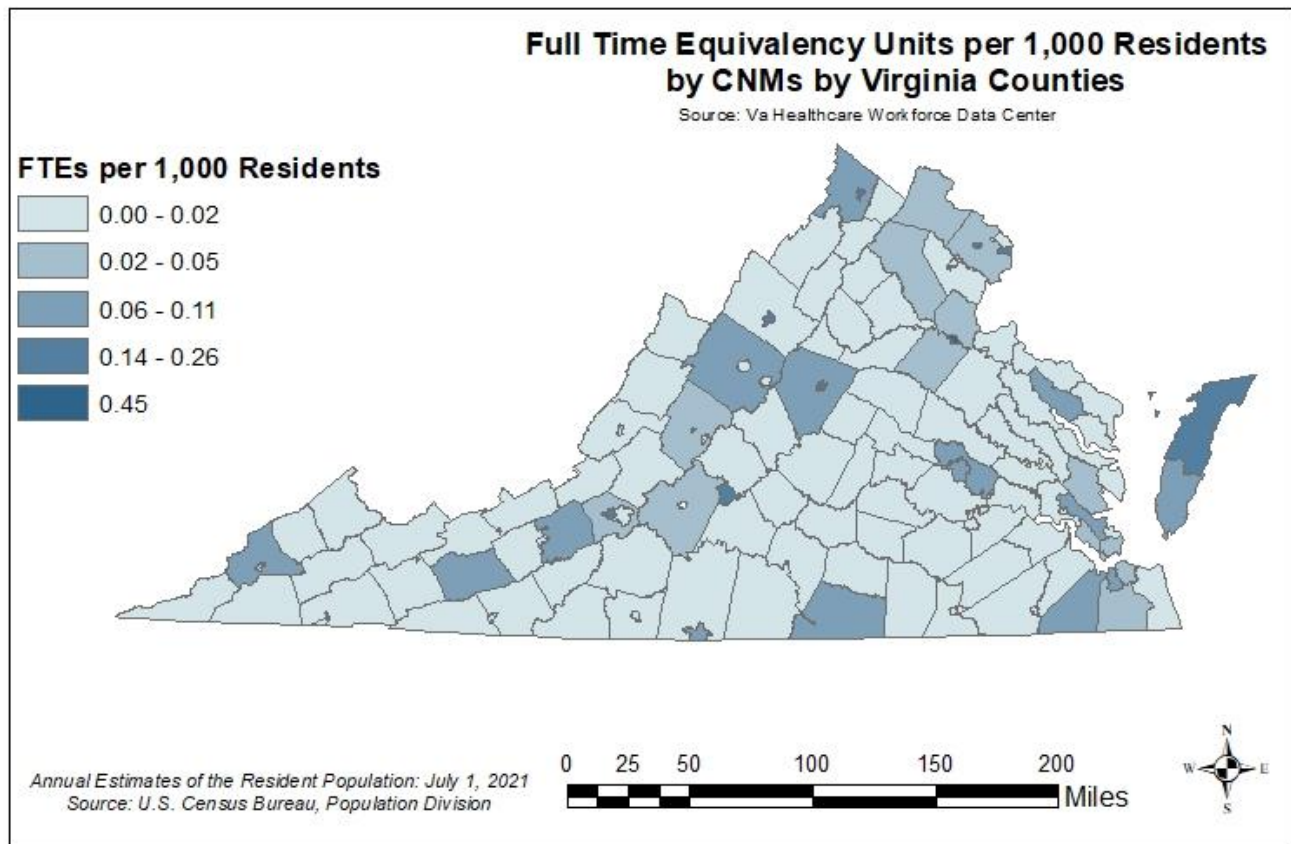 Full Time Equivalency Units per 1,000 Residents
by CNMs by Virginia Counties
Source: Va Healthcare Workforce Data Center
FTEs per 1,000 Residents
0.00 - 0.02
0.02 - 0.05
0.06 - 0.11
0.14 - 0.26
0.45
Annual Estimates of the Resident Population: July 1, 2021
Source: U.S. Census Bureau, Population Division
0 25 50 100 150 200
Miles
N
W E
S